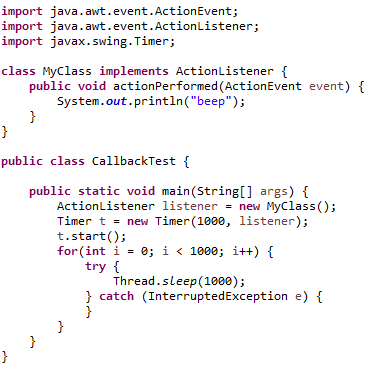 import java.awt.event.ActionEvent;
import java.awt.event.ActionListener;
import javax.swing.Timer;

class MyClass implements ActionListener {
    public void actionPerformed(ActionEvent event) {
        System.out.println("beep");
    }
}

public class CallbackTest {

    public static void main(String[] args) {
        ActionListener listener = new MyClass();
        Timer t = new Timer(1000, listener);
        t.start();
        for(int i = 0; i < 1000; i++) {
            try {
                Thread.sleep(1000);
            } catch (InterruptedException e) {
            }
        }
    }
}